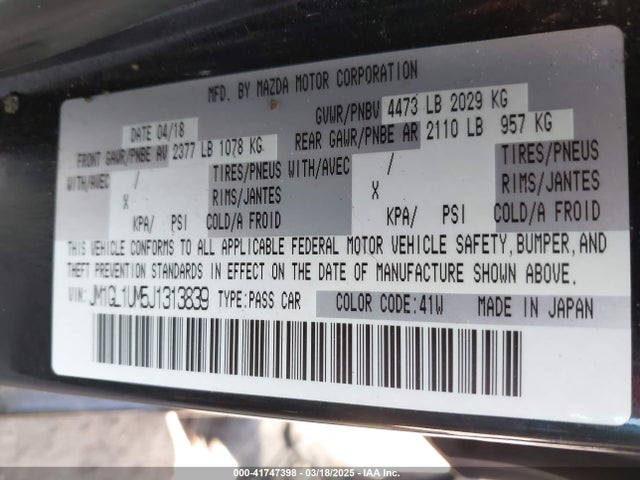 MFD. BY MAZDA MOTOR CORPORATION
DATE 04/18 GVWR/PNBV 4473 LB 2029 KG
FRONT GAWR/PNBE AV 2377 LB 1078 KG REAR GAWR/PNBE AR 2110 LB 957 KG
WITH/AVEC / TIRES/PNEUS WITH/AVEC / TIRES/PNEUS
X RIMS/JANTES X RIMS/JANTES
KPA/ PSI COLD/A FROID KPA/ PSI COLD/A FROID
THIS VEHICLE CONFORMS TO ALL APPLICABLE FEDERAL MOTOR VEHICLE SAFETY, BUMPER, AND
THEFT PREVENTION STANDARDS IN EFFECT ON THE DATE OF MANUFACTURE SHOWN ABOVE.
VIN: JM1GL1UM5J1313839 TYPE:PASS CAR COLOR CODE:41W MADE IN JAPAN
000-41747398 - 03/18/2025 - IAA Inc.